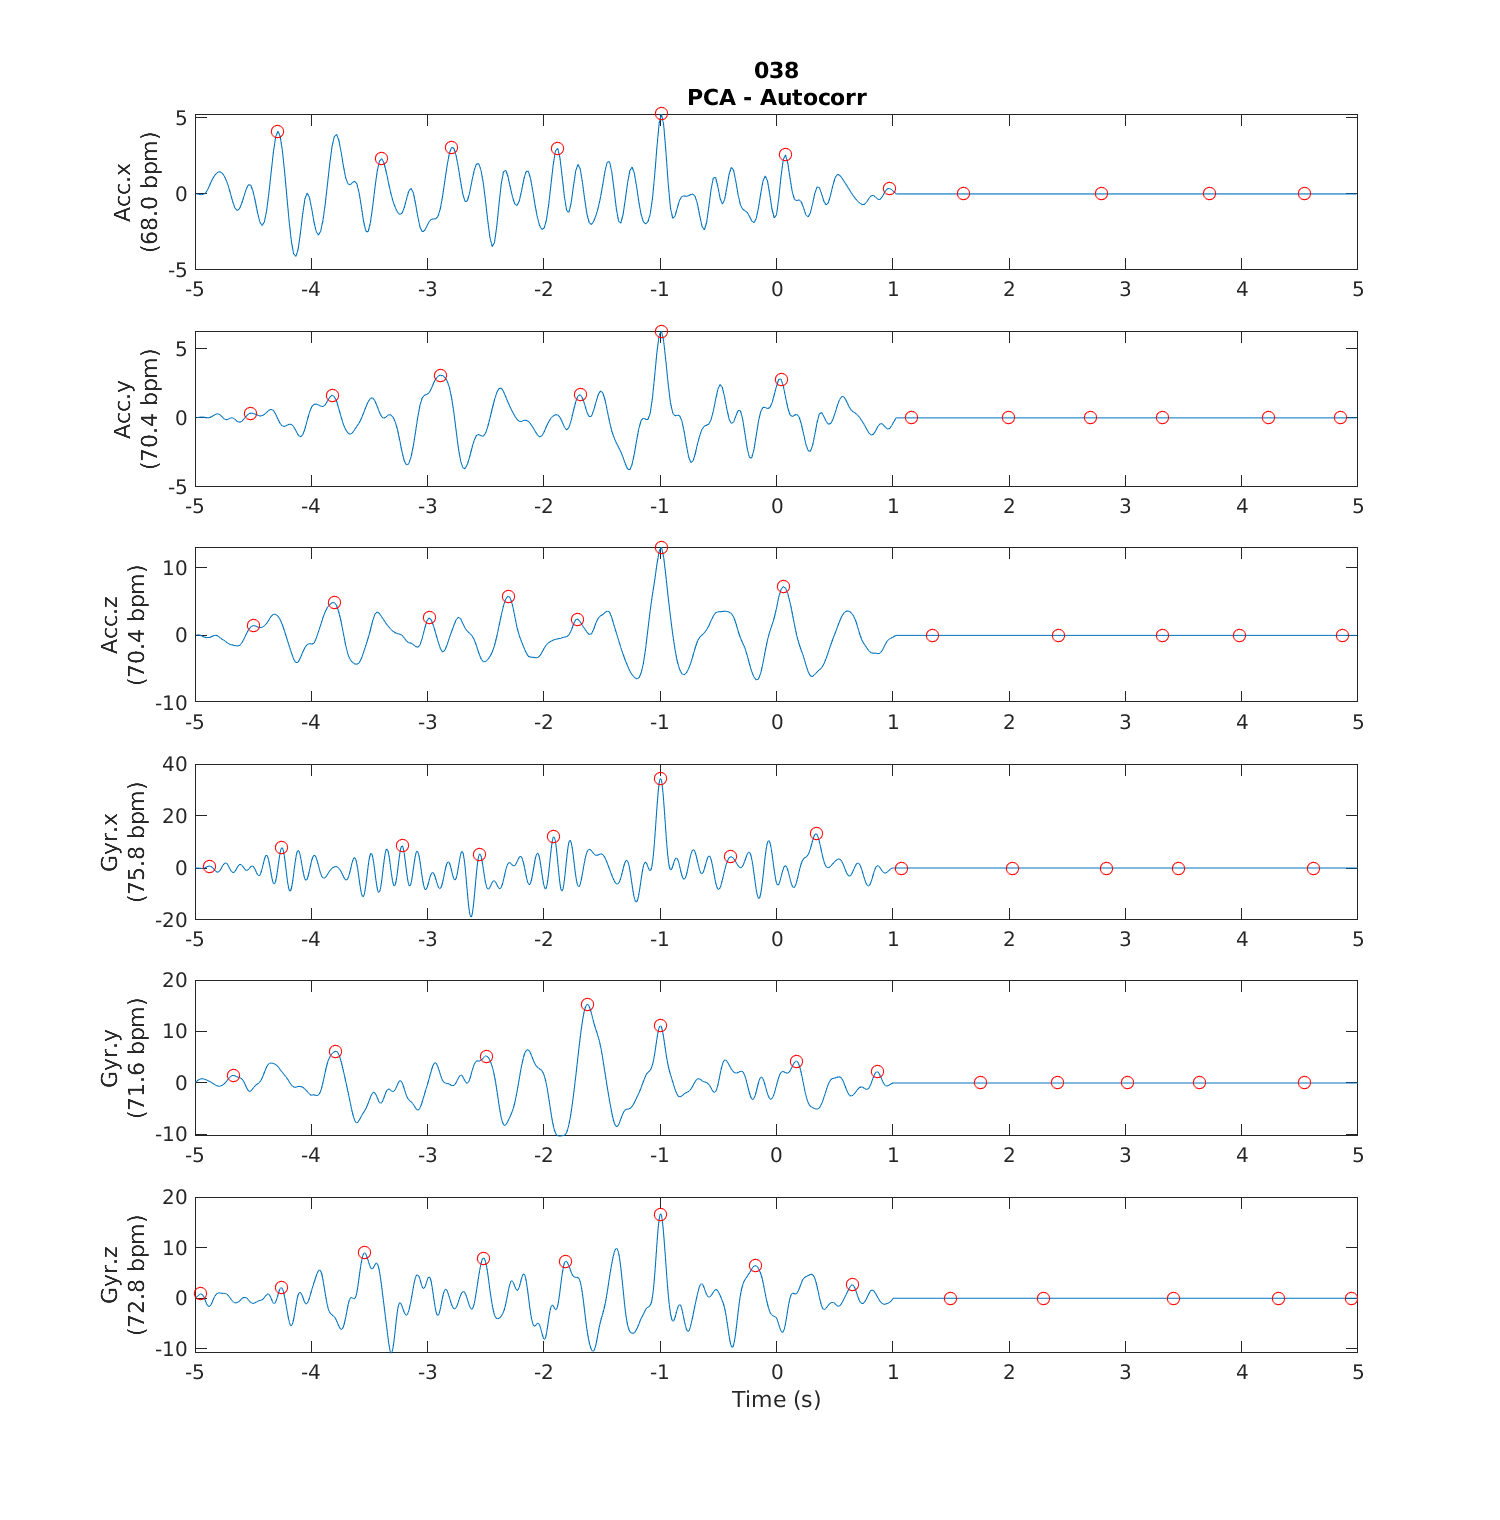 038
PCA - Autocorr
Acc.x
(68.0 bpm)
5
0
-5
-5 -4 -3 -2 -1 0 1 2 3 4 5
Acc.y
(70.4 bpm)
5
0
-5
-5 -4 -3 -2 -1 0 1 2 3 4 5
Acc.z
(70.4 bpm)
10
0
-10
-5 -4 -3 -2 -1 0 1 2 3 4 5
Gyr.x
(75.8 bpm)
40
20
0
-20
-5 -4 -3 -2 -1 0 1 2 3 4 5
Gyr.y
(71.6 bpm)
20
10
0
-10
-5 -4 -3 -2 -1 0 1 2 3 4 5
Gyr.z
(72.8 bpm)
20
10
0
-10
-5 -4 -3 -2 -1 0 1 2 3 4 5
Time (s)